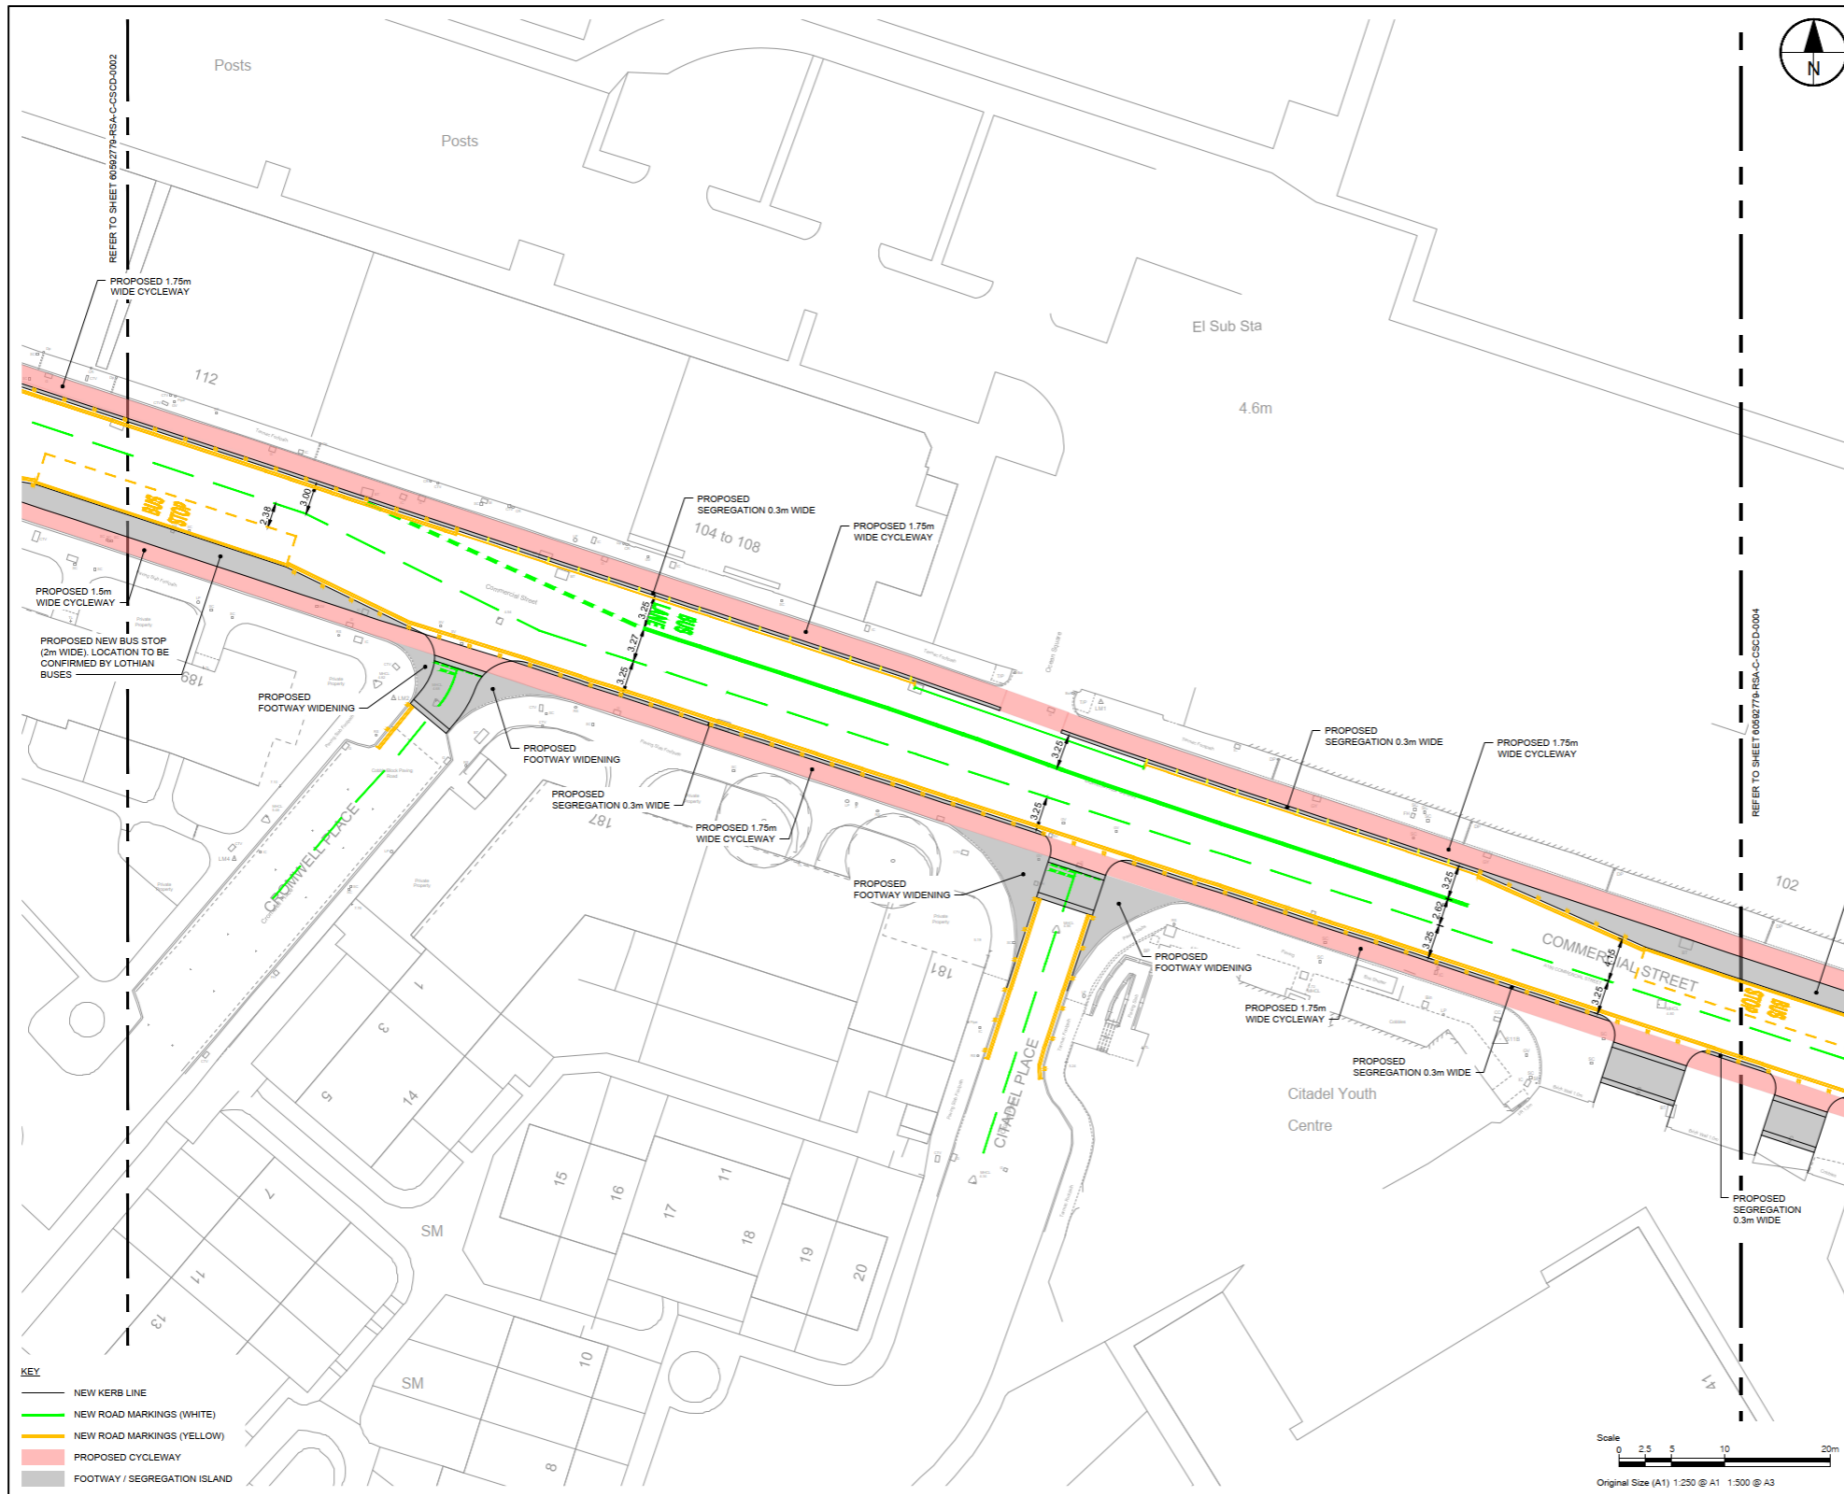 REFER TO SHEET 60592779-RSA-C-CSCD-0002
Posts
Posts
N
PROPOSED 1.75m
WIDE CYCLEWAY
El Sub Sta
4.6m
112
REFER TO SHEET 60592779-RSA-C-CSCD-0004
PROPOSED
SEGREGATION 0.3m WIDE
104 to 108
PROPOSED 1.75m
WIDE CYCLEWAY
BUS
STOP
2.38
3.00
Commercial Street
BUS
LANE
3.25
3.27
3.25
Ocean Square
PROPOSED 1.5m
WIDE CYCLEWAY
PROPOSED NEW BUS STOP
(2m WIDE). LOCATION TO BE
CONFIRMED BY LOTHIAN
BUSES
189
PROPOSED
FOOTWAY WIDENING
PROPOSED
FOOTWAY WIDENING
PROPOSED
SEGREGATION 0.3m WIDE
187
PROPOSED 1.75m
WIDE CYCLEWAY
3.25
3.25
PROPOSED
SEGREGATION 0.3m WIDE
PROPOSED 1.75m
WIDE CYCLEWAY
102
CROMWELL PLACE
PROPOSED
FOOTWAY WIDENING
PROPOSED
FOOTWAY WIDENING
181
3.25
2.62
3.25
COMMERCIAL STREET
4.15
3.25
BUS
STOP
PROPOSED 1.75m
WIDE CYCLEWAY
PROPOSED
SEGREGATION 0.3m WIDE
CITADEL PLACE
Citadel Youth
Centre
PROPOSED
SEGREGATION
0.3m WIDE
1
3
5
14
7
11
13
15
16
17
11
18
19
20
SM
SM
10
8
41
KEY
NEW KERB LINE
NEW ROAD MARKINGS (WHITE)
NEW ROAD MARKINGS (YELLOW)
PROPOSED CYCLEWAY
FOOTWAY / SEGREGATION ISLAND
Scale
0 2.5 5 10 20m
Original Size (A1) 1:250 @ A1 1:500 @ A3